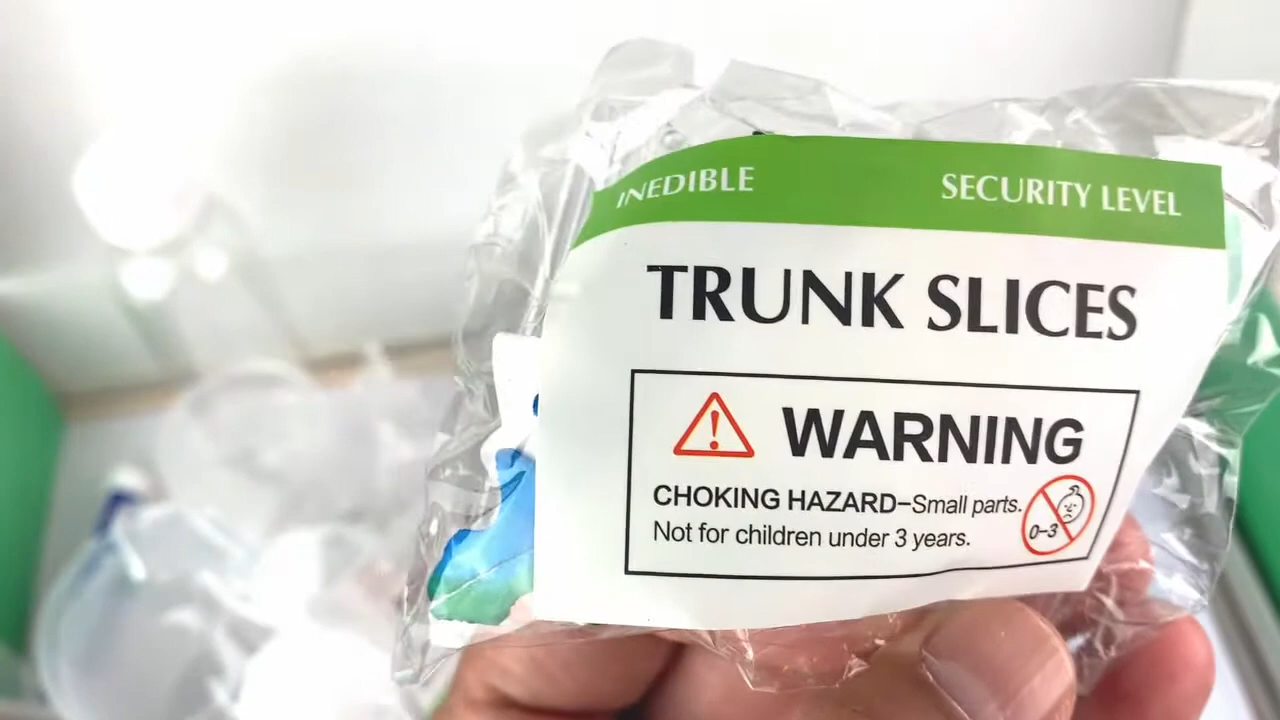 INEDIBLE SECURITY LEVEL
TRUNK SLICES
WARNING
CHOKING HAZARD–Small parts.
Not for children under 3 years.
0-3